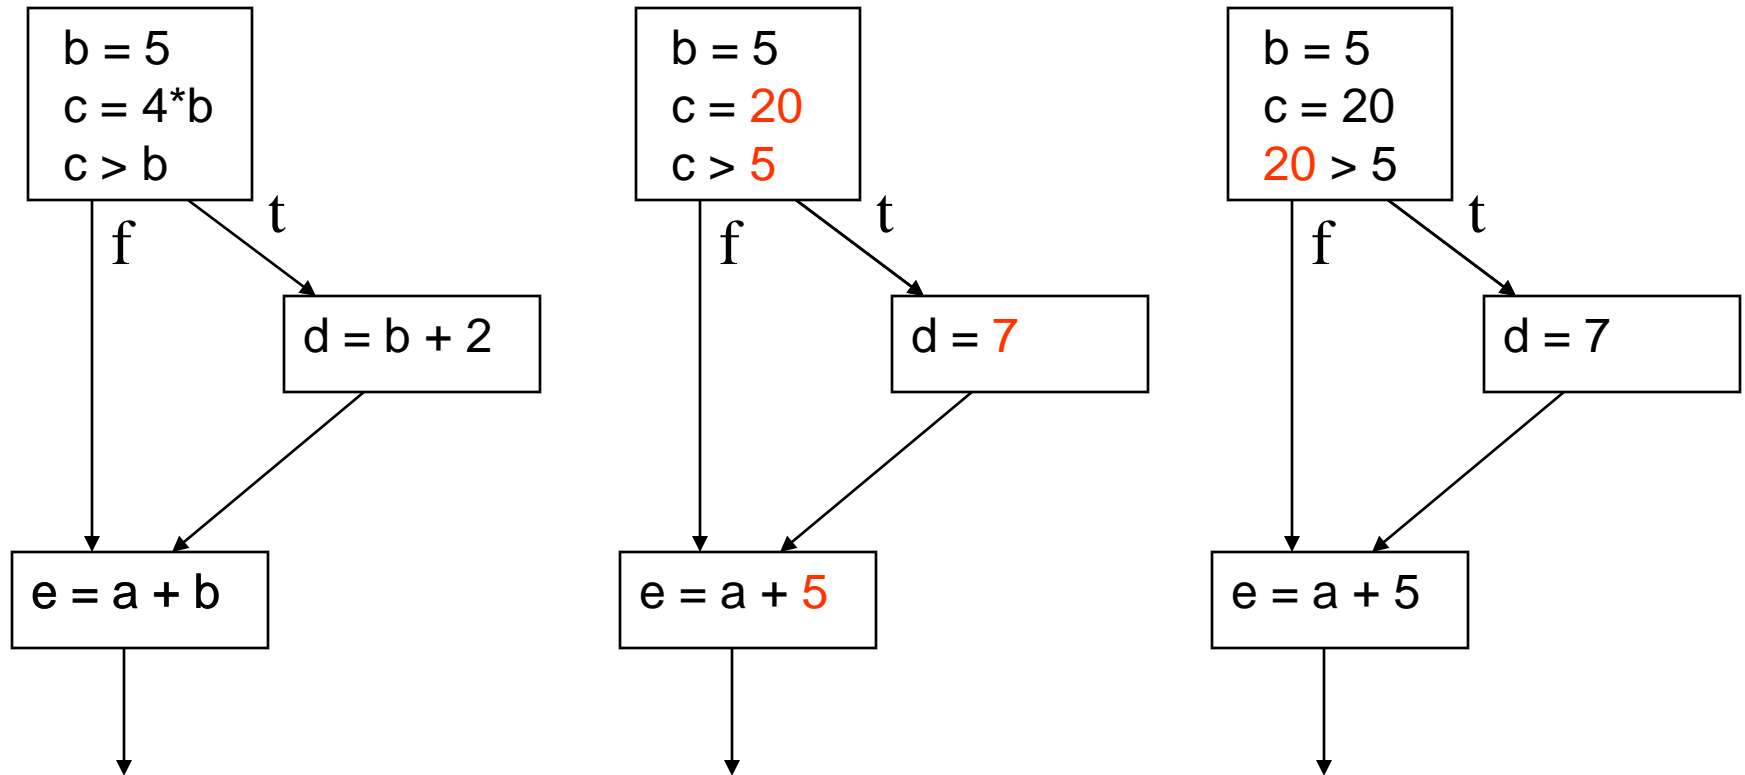 b = 5
c = 4*b
c > b
f
t
d = b + 2
e = a + b
b = 5
c = 20
c > 5
f
t
d = 7
e = a + 5
b = 5
c = 20
20 > 5
f
t
d = 7
e = a + 5